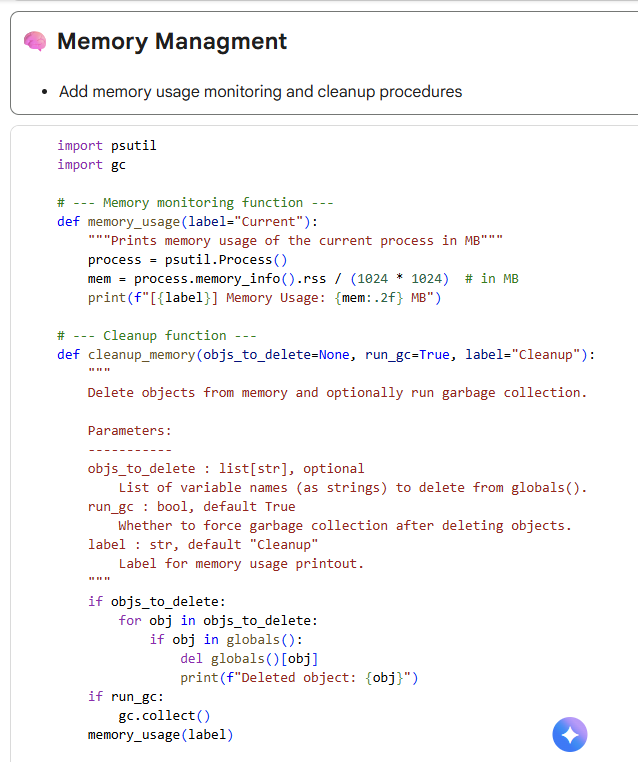 🧠 Memory Managment
• Add memory usage monitoring and cleanup procedures
import psutil
import gc
# --- Memory monitoring function ---
def memory_usage(label="Current"):
    """Prints memory usage of the current process in MB"""
    process = psutil.Process()
    mem = process.memory_info().rss / (1024 * 1024)  # in MB
    print(f"[{label}] Memory Usage: {mem:.2f} MB")
# --- Cleanup function ---
def cleanup_memory(objs_to_delete=None, run_gc=True, label="Cleanup"):
    """
    Delete objects from memory and optionally run garbage collection.
    Parameters:
    -----------
    objs_to_delete : list[str], optional
        List of variable names (as strings) to delete from globals().
    run_gc : bool, default True
        Whether to force garbage collection after deleting objects.
    label : str, default "Cleanup"
        Label for memory usage printout.
    """
    if objs_to_delete:
        for obj in objs_to_delete:
            if obj in globals():
                del globals()[obj]
                print(f"Deleted object: {obj}")
    if run_gc:
        gc.collect()
    memory_usage(label)